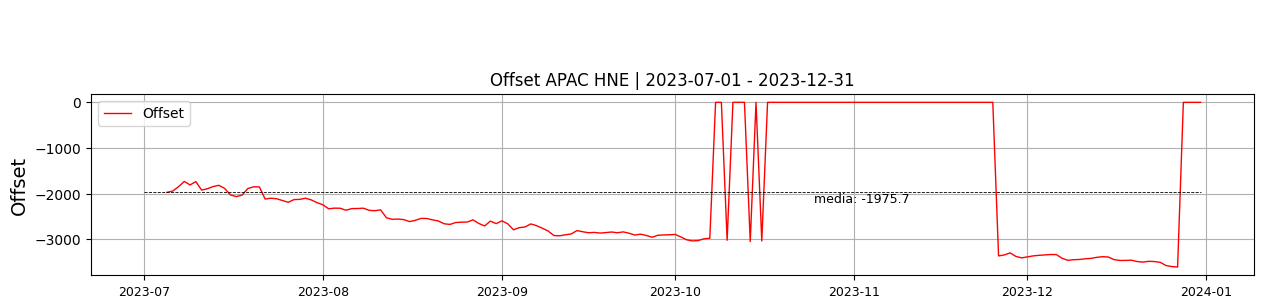 Offset APAC HNE | 2023-07-01 - 2023-12-31
Offset
Offset
0
−1000
−2000
−3000
media: -1975.7
2023-07
2023-08
2023-09
2023-10
2023-11
2023-12
2024-01